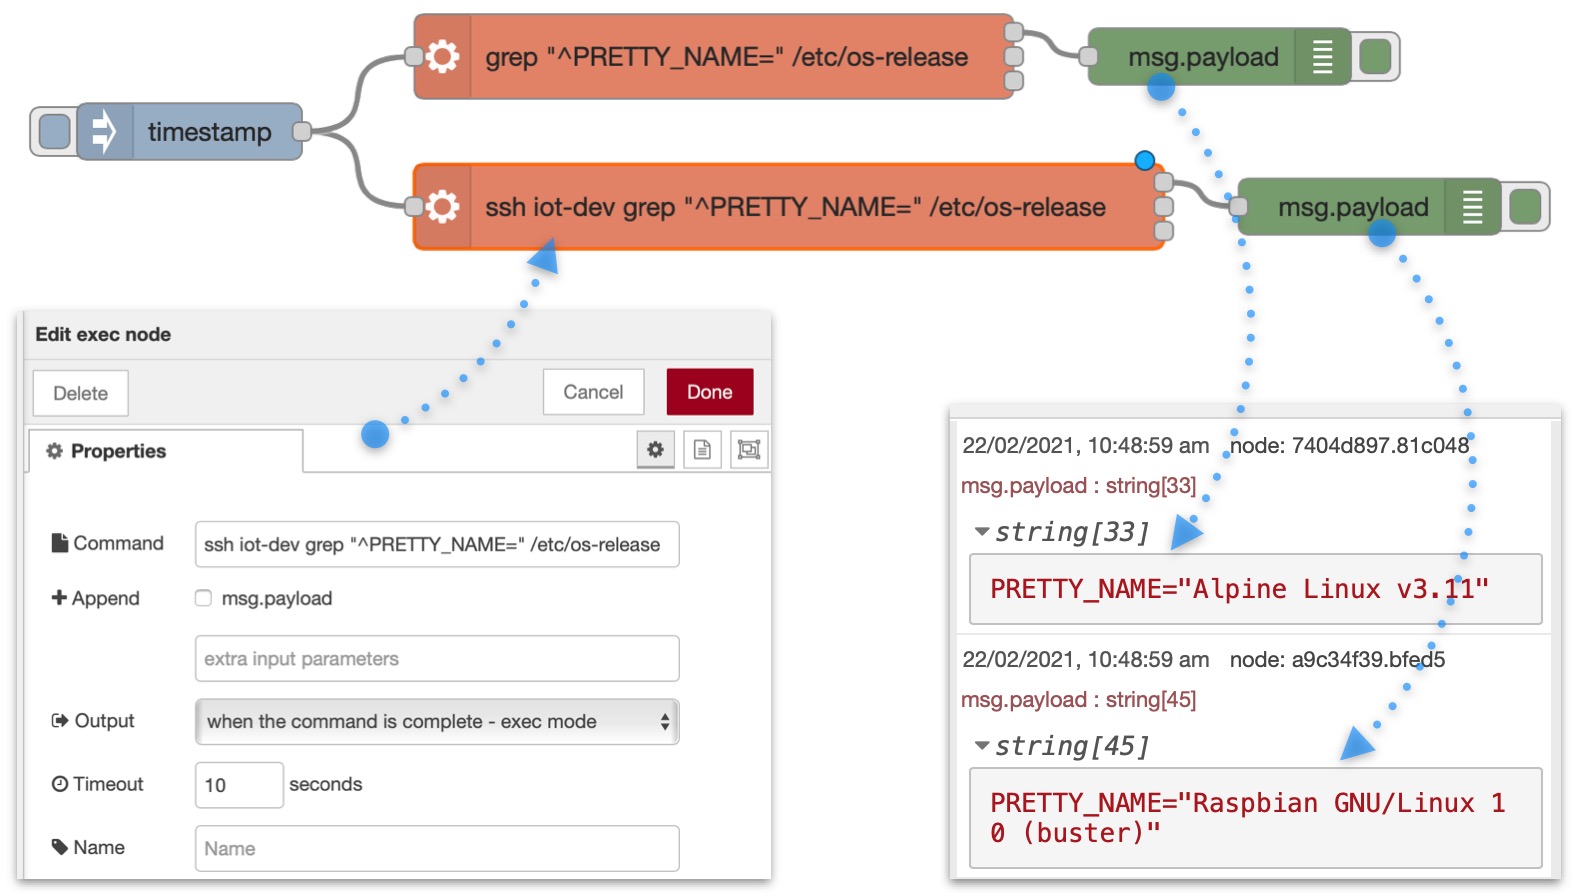 grep "^PRETTY_NAME=" /etc/os-release
msg.payload
timestamp
ssh iot-dev grep "^PRETTY_NAME=" /etc/os-release
msg.payload
Edit exec node
Delete
Cancel
Done
Properties
Command
ssh iot-dev grep "^PRETTY_NAME=" /etc/os-release
Append
msg.payload
extra input parameters
Output
when the command is complete - exec mode
Timeout
10
seconds
Name
Name
22/02/2021, 10:48:59 am node: 7404d897.81c048
msg.payload : string[33]
string[33]
PRETTY_NAME="Alpine Linux v3.11"
22/02/2021, 10:48:59 am node: a9c34f39.bfed5
msg.payload : string[45]
string[45]
PRETTY_NAME="Raspbian GNU/Linux 1
0 (buster)"